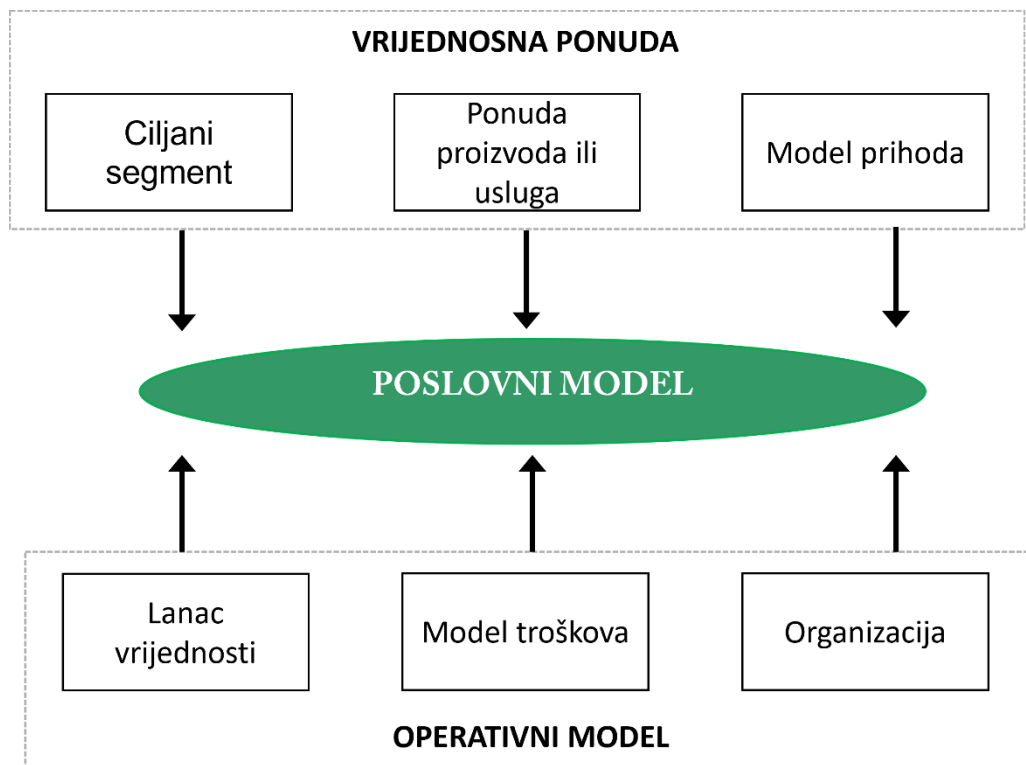 VRIJEDNOSNA PONUDA
Ciljani
segment
Ponuda
proizvoda ili
usluga
Model prihoda
POSLOVNI MODEL
Lanac
vrijednosti
Model troškova
Organizacija
OPERATIVNI MODEL